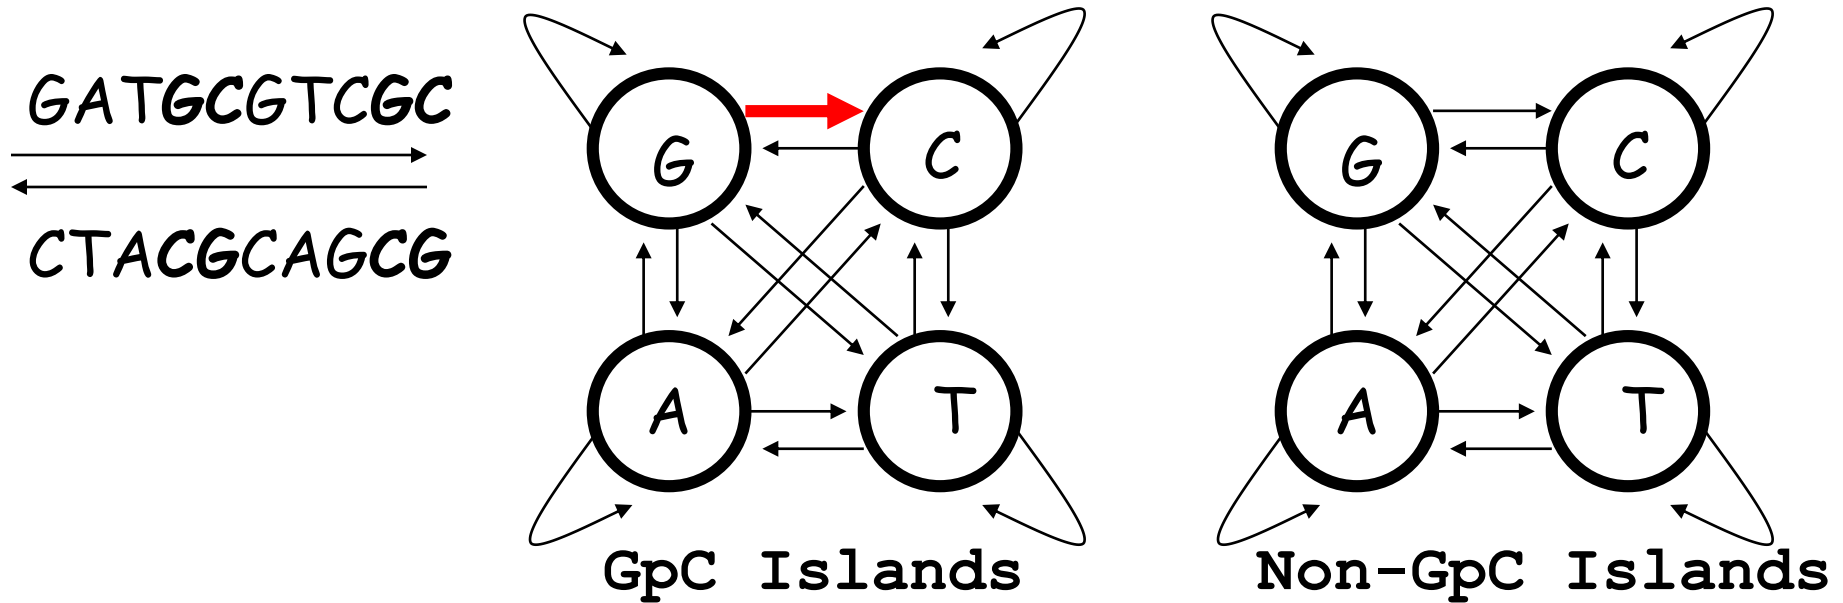 GATGCGTCGC
CTACGCAGCG
G C
A T
GpC Islands
G C
A T
Non-GpC Islands